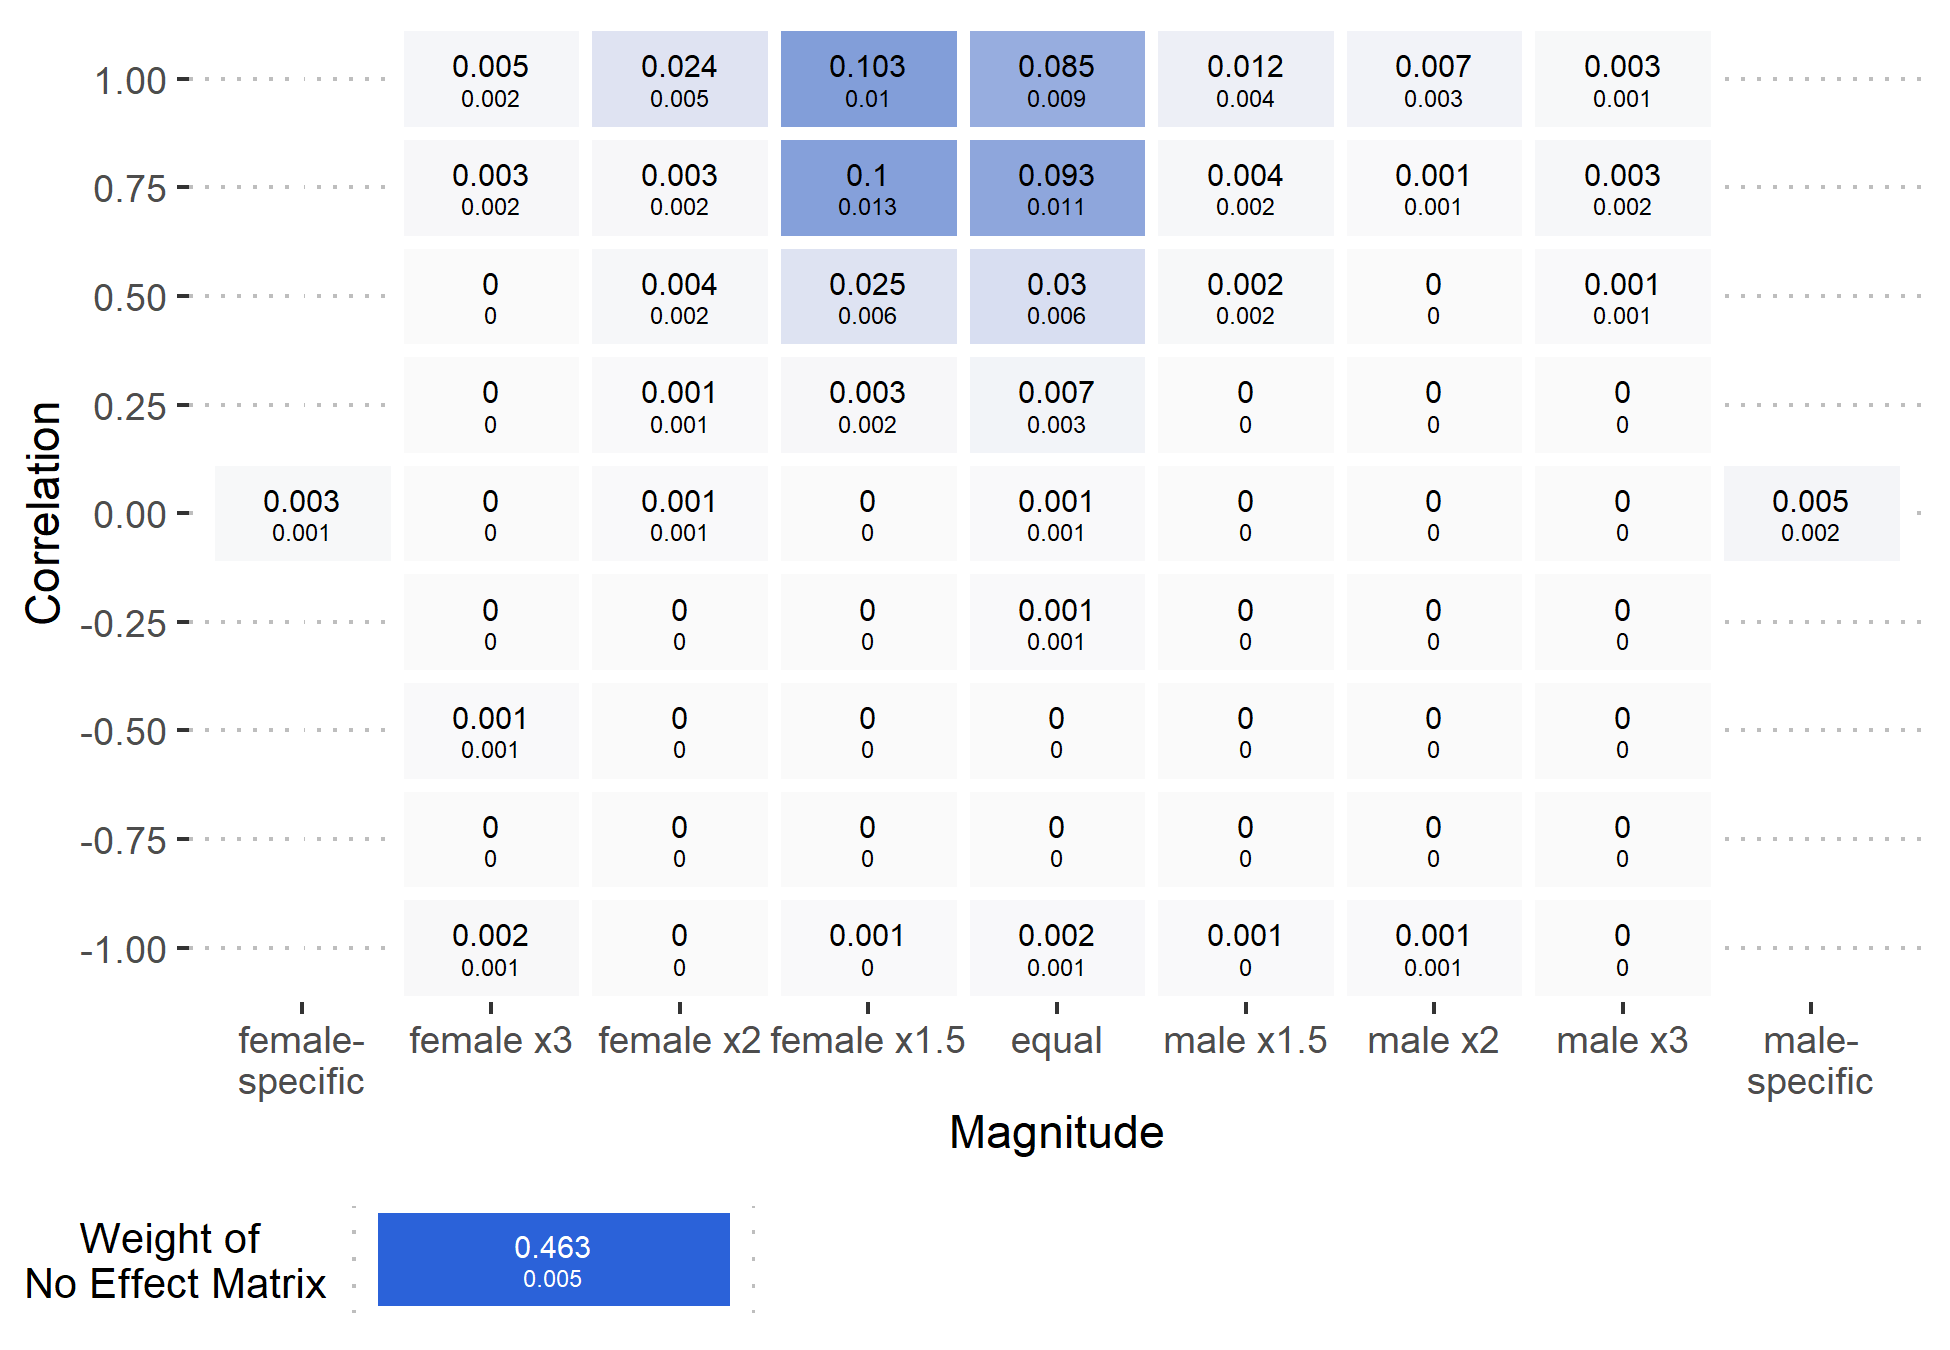 1.00 0.005 0.024 0.103 0.085 0.012 0.007 0.003
0.002 0.005 0.01 0.009 0.004 0.003 0.001
0.75 0.003 0.003 0.1 0.093 0.004 0.001 0.003
0.002 0.002 0.013 0.011 0.002 0.001 0.002
0.50 0 0.004 0.025 0.03 0.002 0 0.001
0 0.002 0.006 0.006 0.002 0 0.001
0.25 0 0.001 0.003 0.007 0 0 0
0 0.001 0.002 0.003 0 0 0
Correlation
0.00 0.003 0 0.001 0 0.001 0 0 0 0.005
0.001 0 0.001 0 0.001 0 0 0 0.002
-0.25 0 0 0 0.001 0 0 0
0 0 0 0.001 0 0 0
-0.50 0.001 0 0 0 0 0 0
0.001 0 0 0 0 0 0
-0.75 0 0 0 0 0 0 0
0 0 0 0 0 0 0
-1.00 0.002 0 0.001 0.002 0.001 0.001 0
0.001 0 0 0.001 0 0.001 0
female- female x3 female x2 female x1.5 equal male x1.5 male x2 male x3 male-
specific specific
Magnitude
Weight of
No Effect Matrix
0.463
0.005